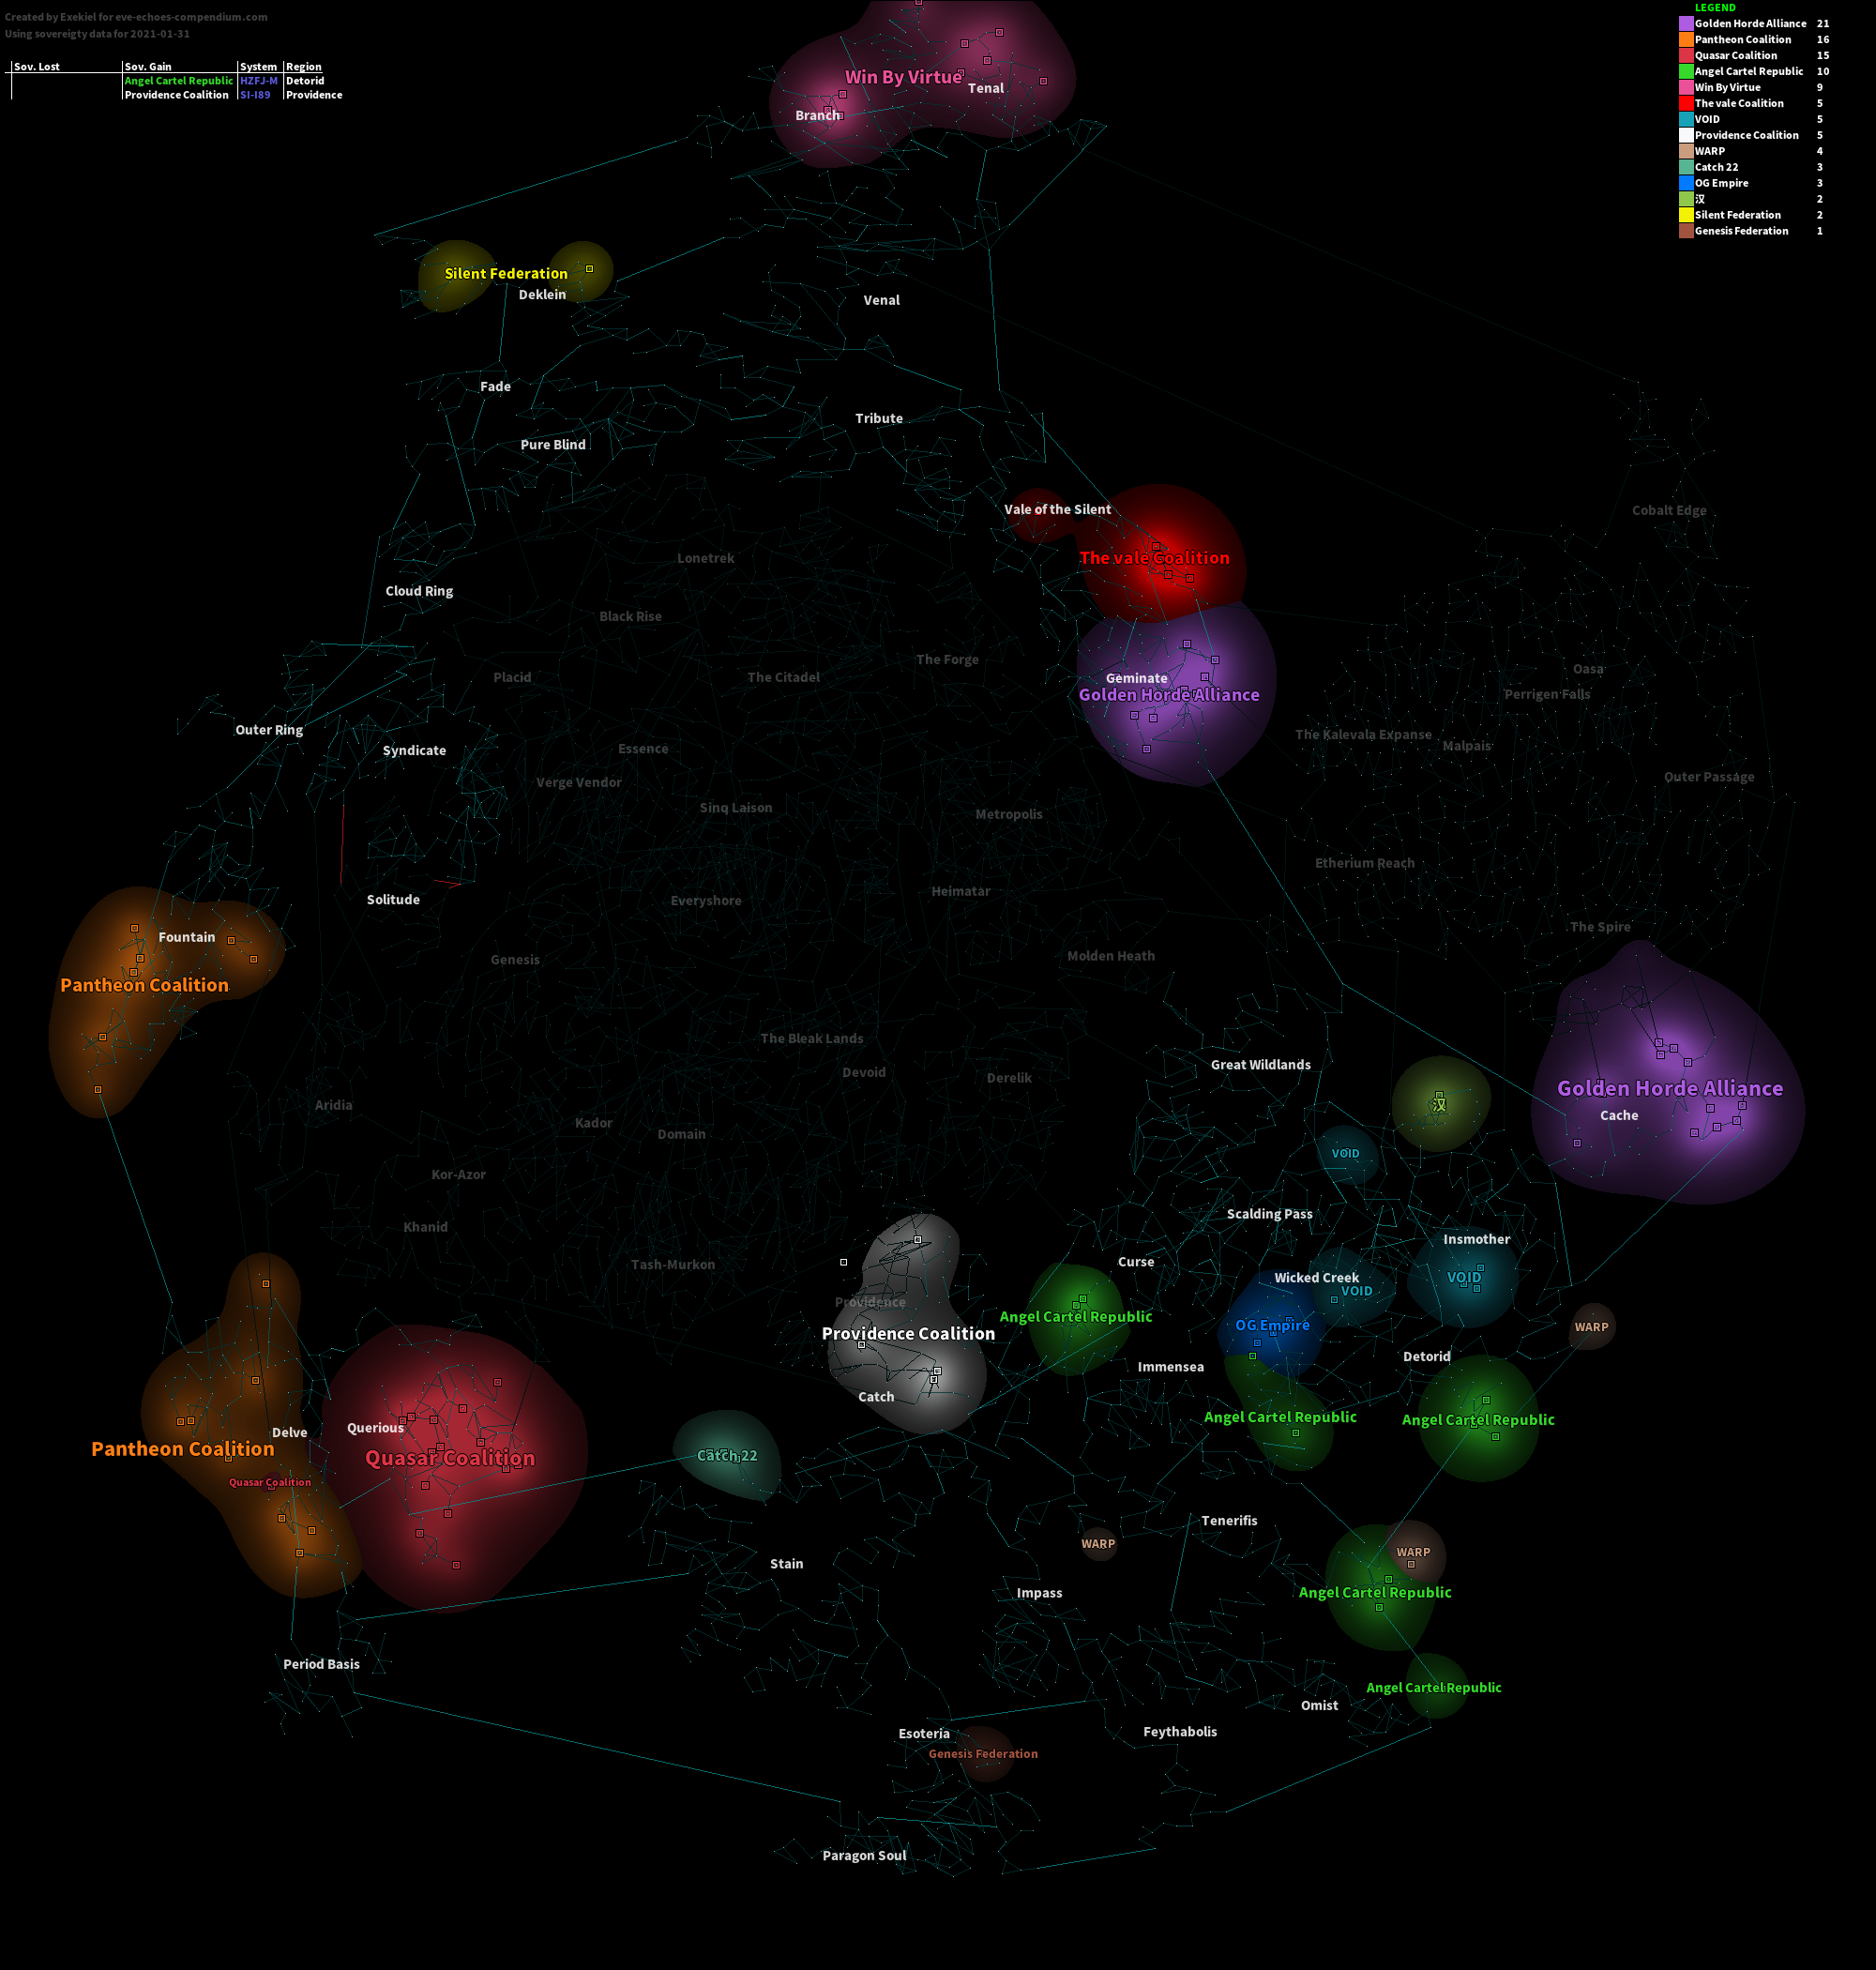 Created by Exekiel for eve-echoes-compendium.com
Using sovereigty data for 2021-01-31
Sov. Lost Sov. Gain System Region
Angel Cartel Republic HZFJ-M Detorid
Providence Coalition SI-I89 Providence
LEGEND
Golden Horde Alliance 21
Pantheon Coalition 16
Quasar Coalition 15
Angel Cartel Republic 10
Win By Virtue 9
The vale Coalition 5
VOID 5
Providence Coalition 5
WARP 4
Catch 22 3
OG Empire 3
汉 2
Silent Federation 2
Genesis Federation 1
Win By Virtue
Tenal
Branch
Silent Federation
Deklein
Venal
Fade
Tribute
Pure Blind
Vale of the Silent
Cobalt Edge
The vale Coalition
Lonetrek
Cloud Ring
Black Rise
The Forge
Oasa
Placid
The Citadel
Geminate
Golden Horde Alliance
Perrigen Falls
Outer Ring
The Kalevala Expanse
Malpais
Syndicate
Essence
Outer Passage
Verge Vendor
Sinq Laison
Metropolis
Etherium Reach
Heimatar
Solitude
Everyshore
The Spire
Fountain
Molden Heath
Genesis
Pantheon Coalition
The Bleak Lands
Great Wildlands
Devoid
Derelik
Golden Horde Alliance
Aridia
汉
Cache
Kador
Domain
VOID
Kor-Azor
Scalding Pass
Khanid
Insmother
Curse
Tash-Murkon
Wicked Creek
VOID
VOID
Providence
Angel Cartel Republic
OG Empire
WARP
Providence Coalition
Detorid
Immensea
Catch
Angel Cartel Republic
Angel Cartel Republic
Querious
Delve
Pantheon Coalition
Quasar Coalition
Catch 22
Quasar Coalition
Tenerifis
WARP
WARP
Stain
Impass
Angel Cartel Republic
Period Basis
Angel Cartel Republic
Omist
Esoteria
Feythabolis
Genesis Federation
Paragon Soul